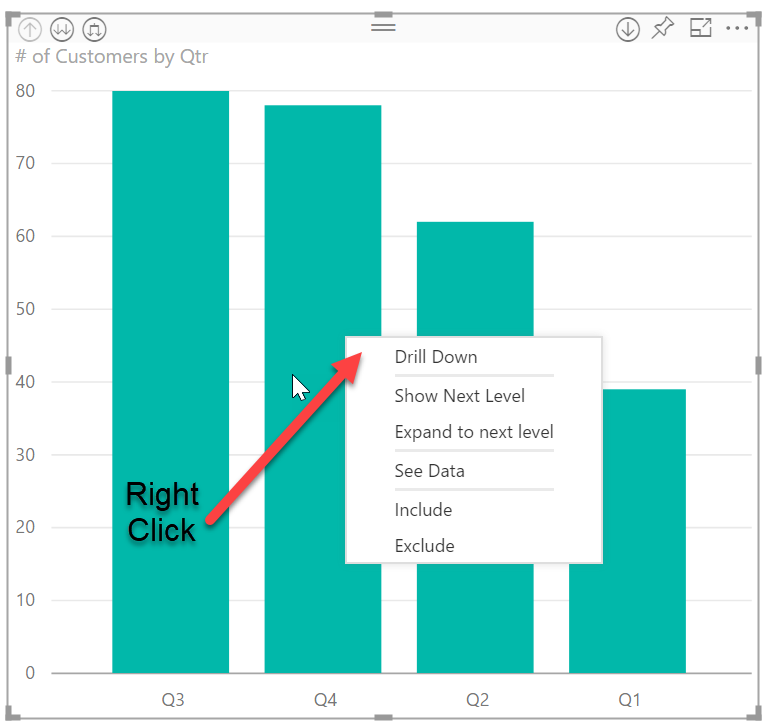 # of Customers by Qtr
80
70
60
50
40
30
20
10
0
Drill Down
Show Next Level
Expand to next level
See Data
Include
Exclude
Right
Click
Q3 Q4 Q2 Q1